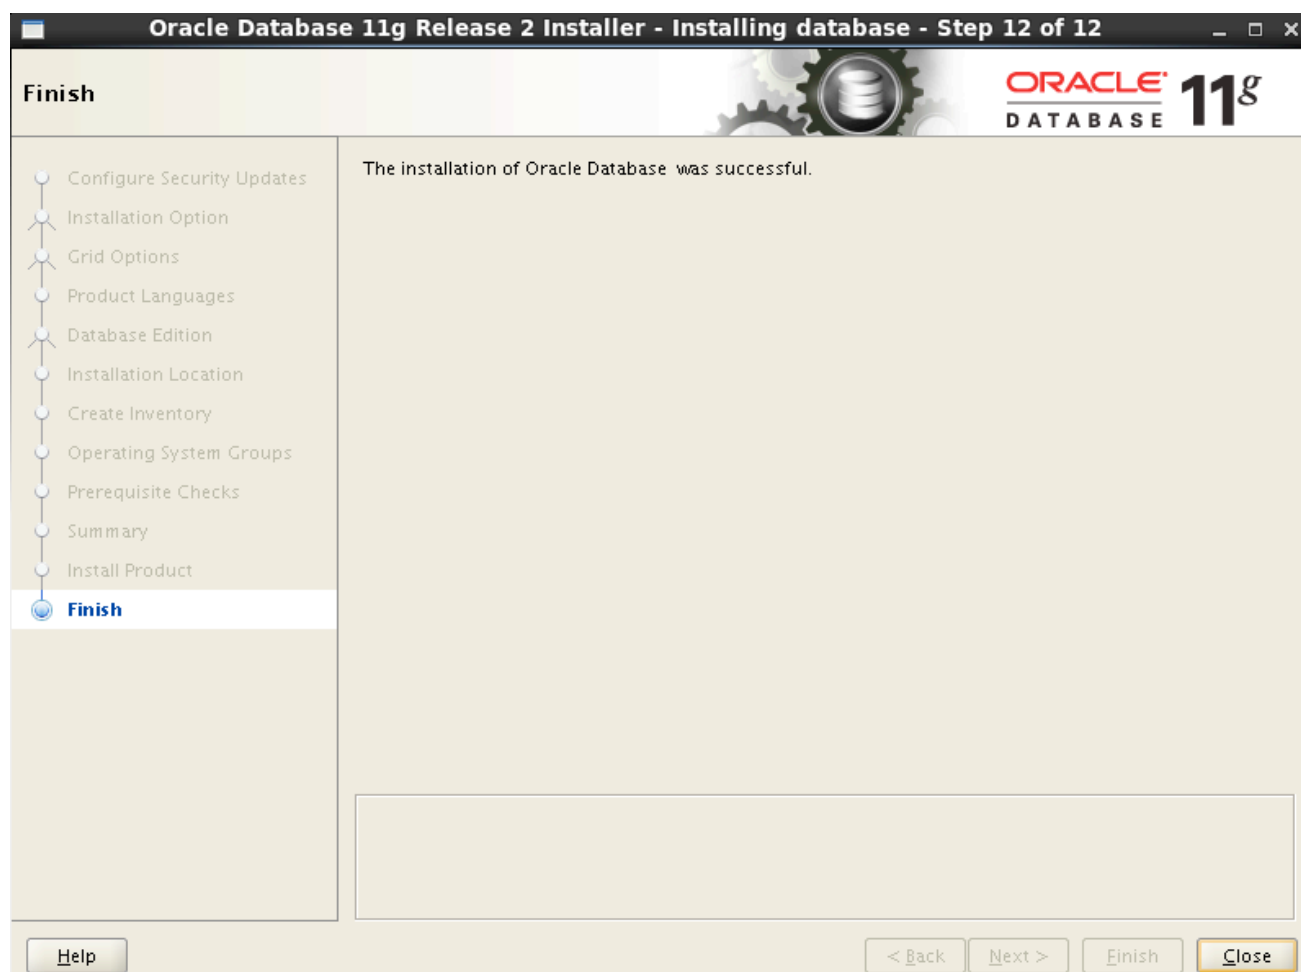 Oracle Database 11g Release 2 Installer - Installing database - Step 12 of 12
Finish
ORACLE 11g
DATABASE
Configure Security Updates
Installation Option
Grid Options
Product Languages
Database Edition
Installation Location
Create Inventory
Operating System Groups
Prerequisite Checks
Summary
Install Product
Finish
The installation of Oracle Database was successful.
Help
< Back
Next >
Finish
Close